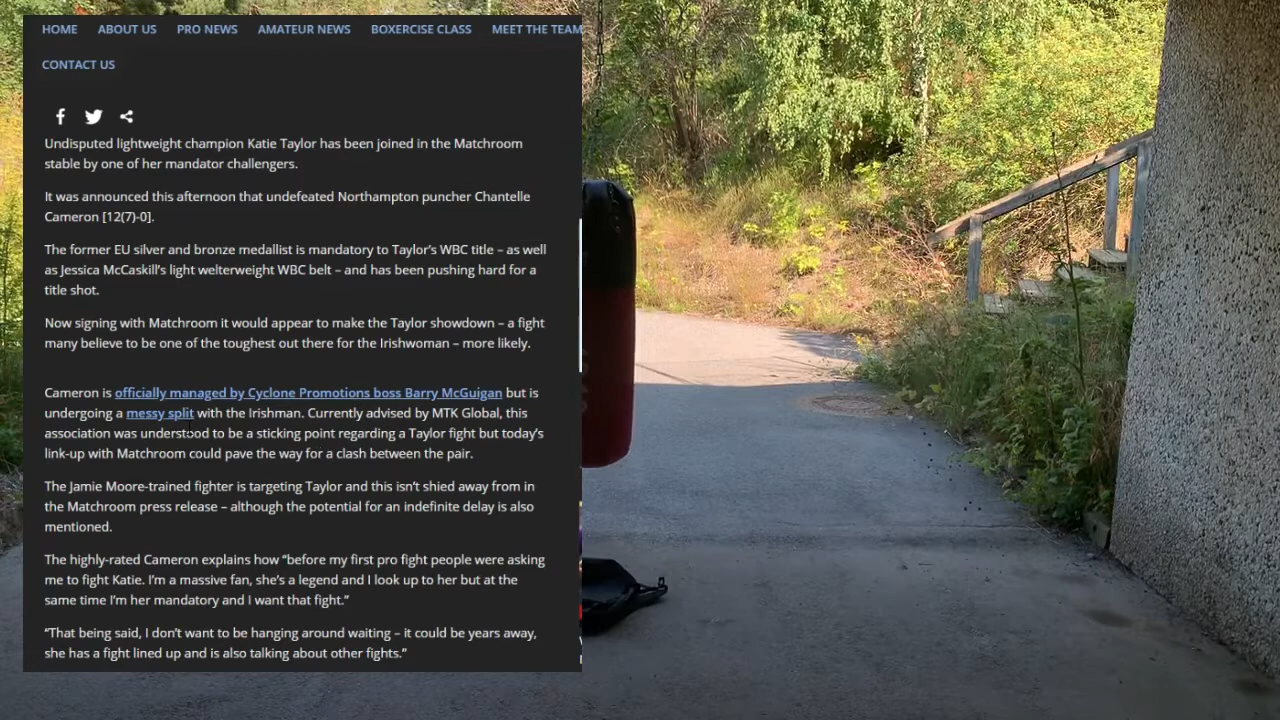 HOME ABOUT US PRO NEWS AMATEUR NEWS BOXERCISE CLASS MEET THE TEAM
CONTACT US
Undisputed lightweight champion Katie Taylor has been joined in the Matchroom
stable by one of her mandator challengers.
It was announced this afternoon that undefeated Northampton puncher Chantelle
Cameron [12(7)-0].
The former EU silver and bronze medallist is mandatory to Taylor’s WBC title – as well
as Jessica McCaskill’s light welterweight WBC belt – and has been pushing hard for a
title shot.
Now signing with Matchroom it would appear to make the Taylor showdown – a fight
many believe to be one of the toughest out there for the Irishwoman – more likely.
Cameron is officially managed by Cyclone Promotions boss Barry McGuigan but is
undergoing a messy split with the Irishman. Currently advised by MTK Global, this
association was understood to be a sticking point regarding a Taylor fight but today’s
link-up with Matchroom could pave the way for a clash between the pair.
The Jamie Moore-trained fighter is targeting Taylor and this isn’t shied away from in
the Matchroom press release – although the potential for an indefinite delay is also
mentioned.
The highly-rated Cameron explains how “before my first pro fight people were asking
me to fight Katie. I’m a massive fan, she’s a legend and I look up to her but at the
same time I’m her mandatory and I want that fight.”
“That being said, I don’t want to be hanging around waiting – it could be years away,
she has a fight lined up and is also talking about other fights.”